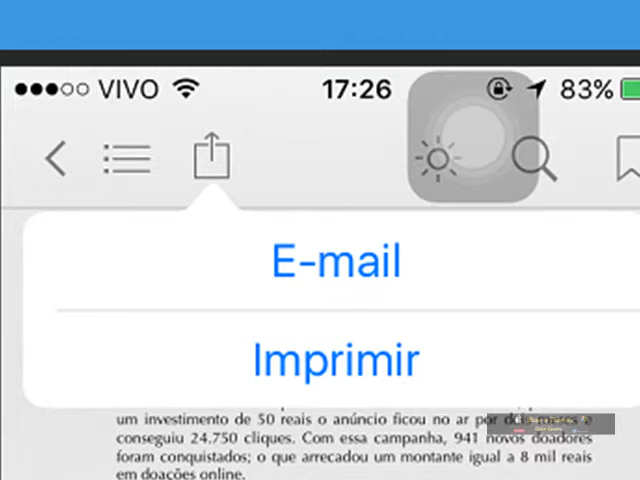 VIVO 17:26 83%
E-mail
Imprimir
um investimento de 50 reais o anúncio ficou no ar por
conseguiu 24.750 cliques. Com essa campanha, 941 novos doadores
foram conquistados; o que arrecadou um montante igual a 8 mil reais
em doações online.